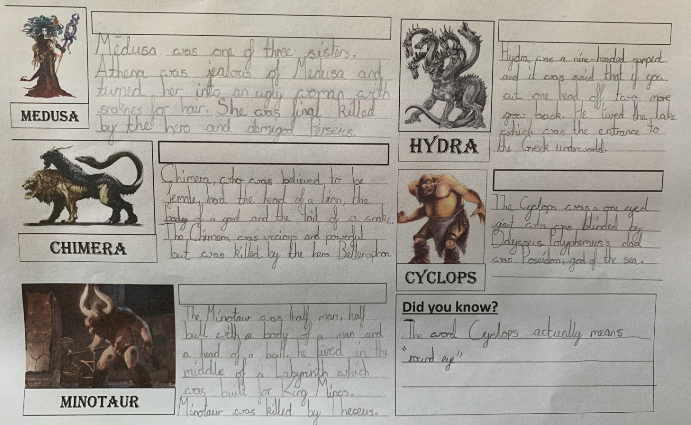 Medusa was one of three sisters.
Athena was jealous of Medusa and
turned her into an ugly woman with
snakes for hair. She was final killed
by the hero and demigod Perseus.
MEDUSA
Hydra was a nine headed serpent
and it was said that if you
cut one head off two more
grow back. He lived the lake
which was the entrance to
the Greek underworld.
HYDRA
Chimera, who was believed to be
female, had the head of a lion, the
body of a goat and the tail of a snake.
The Chimera was vicious and powerful
but was killed by the hero Bellerophon.
CHIMERA
The Cyclops was a one eyed
giant who was blinded by
Odysseus Polyphemus's dad
was Poseidon, god of the sea.
CYCLOPS
The Minotaur was half man, half
bull with a body of a man and
a head of a bull, he lived in the
middle of a Labyrinth which
was built for King Minos.
Minotaur was killed by Theseus.
MINOTAUR
Did you know?
The word Cyclops actually means
"round eye"